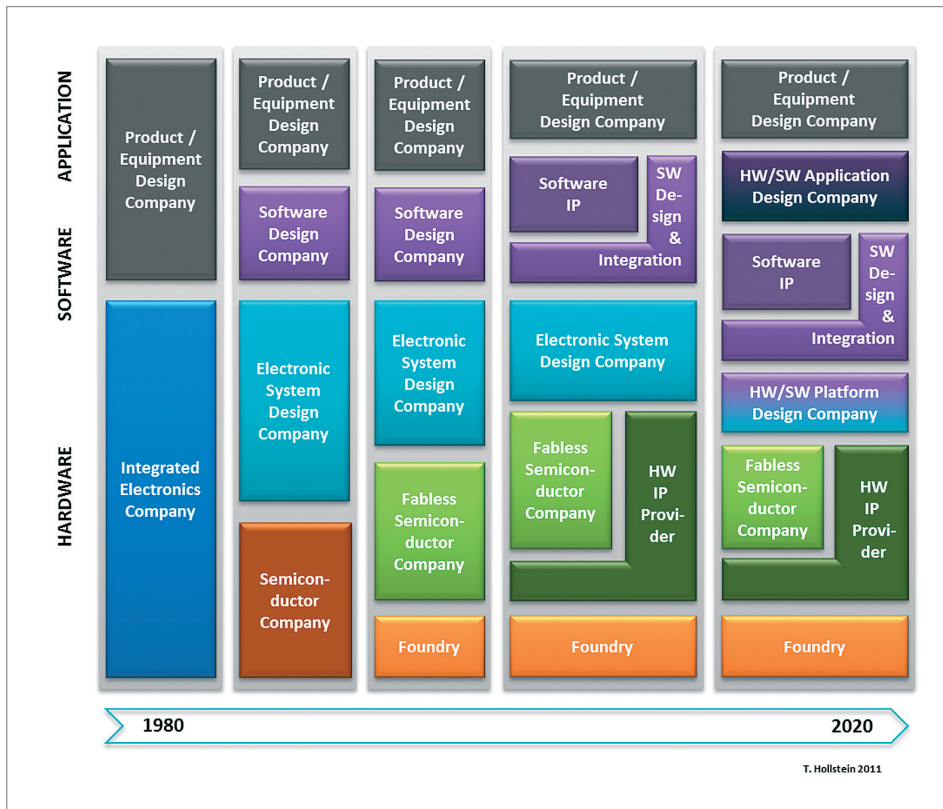 APPLICATION
SOFTWARE
HARDWARE
Product /
Equipment
Design
Company
Integrated
Electronics
Company
Product /
Equipment
Design
Company
Software
Design
Company
Electronic
System
Design
Company
Semicon-
ductor
Company
Product /
Equipment
Design
Company
Software
Design
Company
Electronic
System
Design
Company
Fabless
Semicon-
ductor
Company
Foundry
Product /
Equipment
Design Company
Software
IP
SW
De-
sign
&
Integration
Electronic System
Design Company
Fabless
Semicon-
ductor
Company
HW
IP
Provi-
der
Foundry
Product /
Equipment
Design Company
HW/SW Application
Design Company
Software
IP
SW
De-
sign
&
Integration
HW/SW Platform
Design Company
Fabless
Semicon-
ductor
Company
HW
IP
Provi-
der
Foundry
1980
2020
T. Hollstein 2011